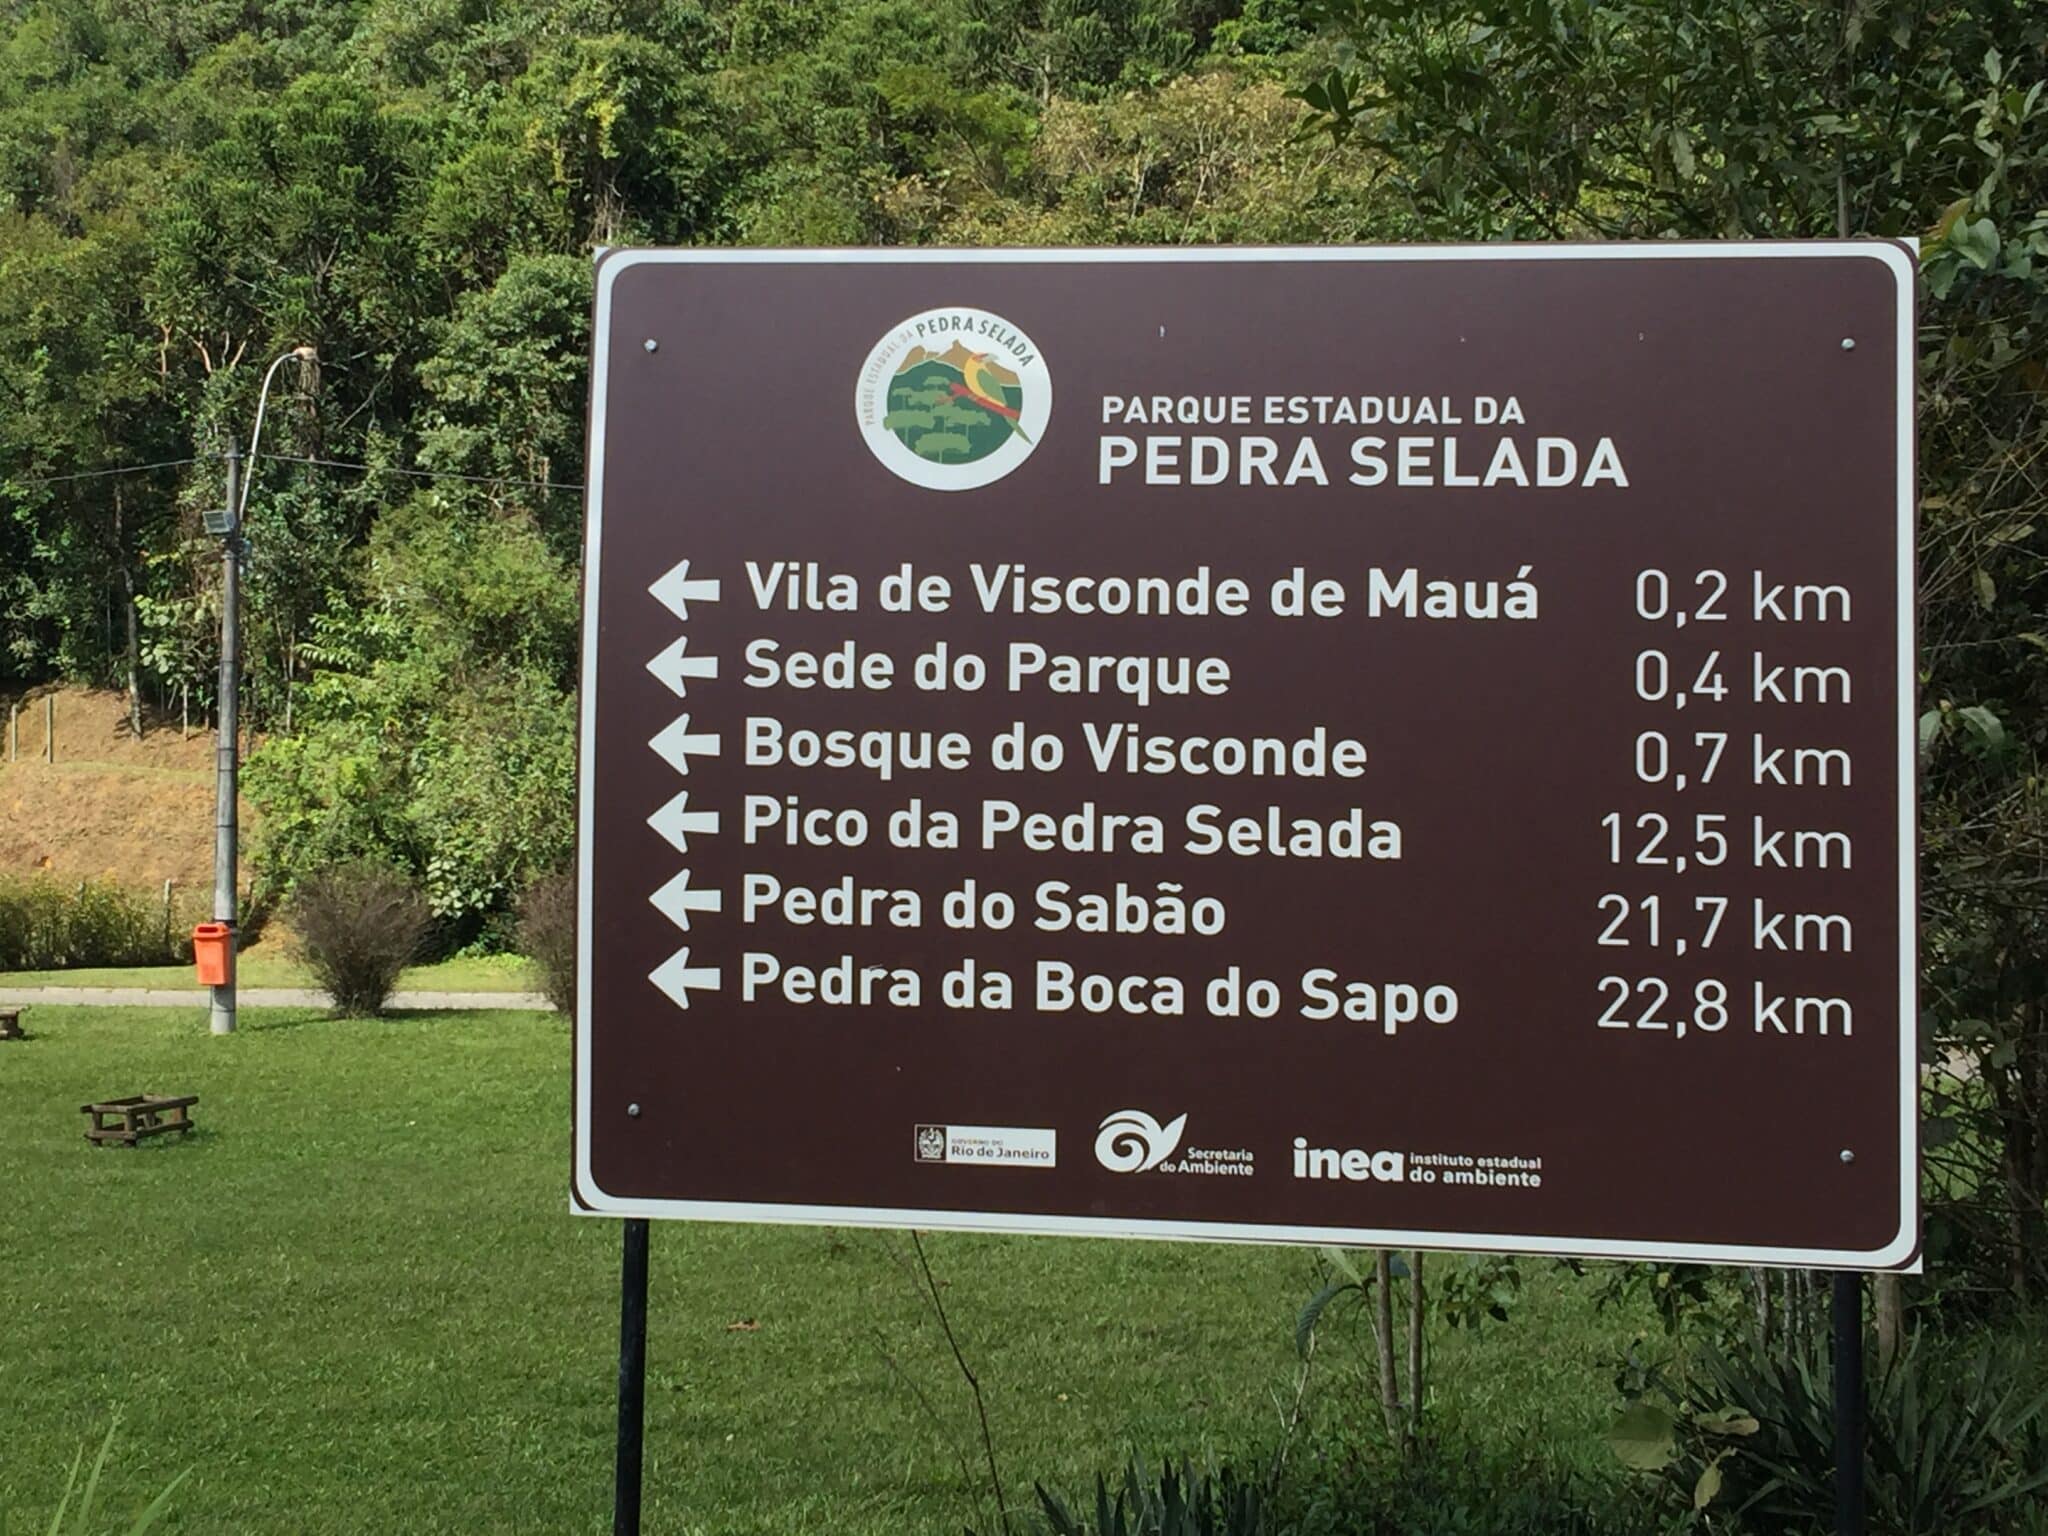 PARQUE ESTADUAL DA PEDRA SELADA
PARQUE ESTADUAL DA
PEDRA SELADA
Vila de Visconde de Mauá 0,2 km
Sede do Parque 0,4 km
Bosque do Visconde 0,7 km
Pico da Pedra Selada 12,5 km
Pedra do Sabão 21,7 km
Pedra da Boca do Sapo 22,8 km
GOVERNO DO
Rio de Janeiro
Secretaria
do Ambiente
inea instituto estadual
do ambiente